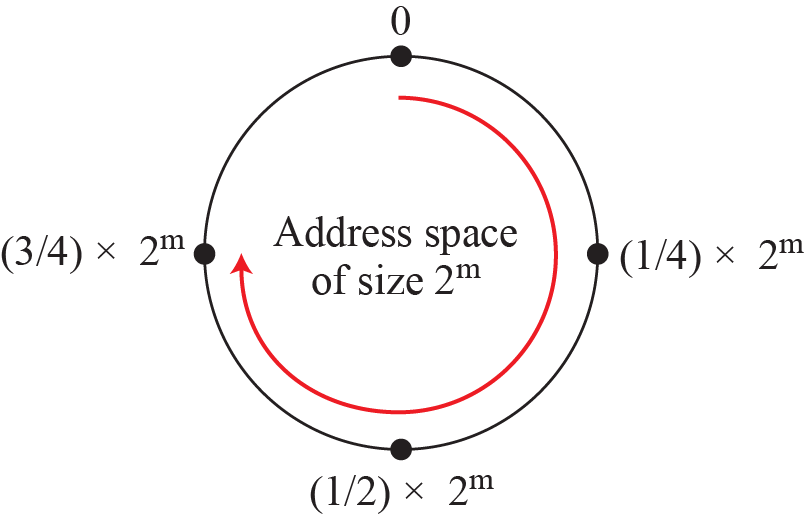 0
(3/4) × 2ᵐ
Address space
of size 2ᵐ
(1/4) × 2ᵐ
(1/2) × 2ᵐ